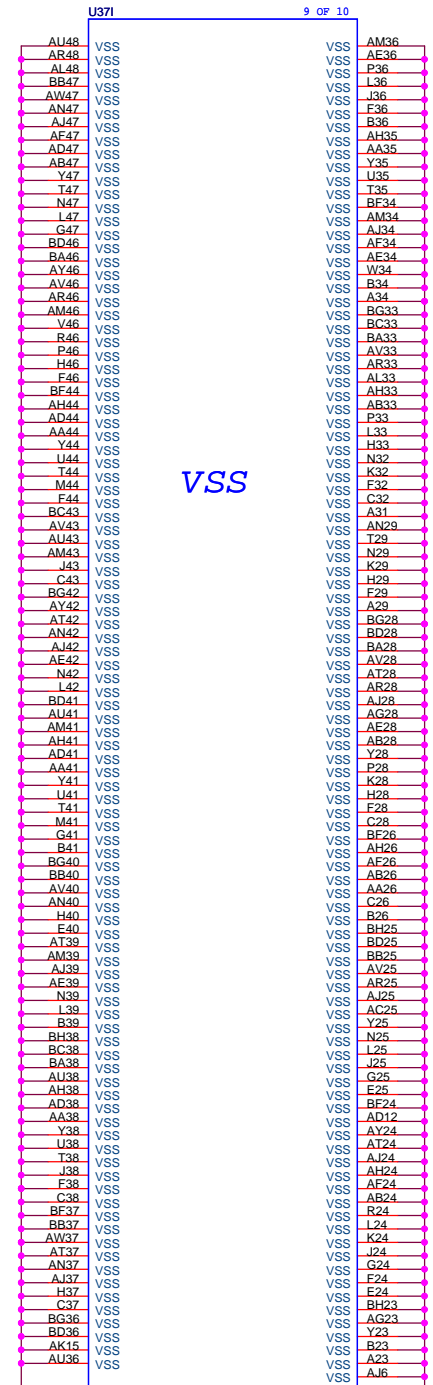 U37I 9 OF 10
AU48 VSS VSS AM36
AR48 VSS VSS AE36
AL48 VSS VSS P36
BB47 VSS VSS L36
AW47 VSS VSS J36
AN47 VSS VSS F36
AJ47 VSS VSS B36
AF47 VSS VSS AH35
AD47 VSS VSS AA35
AB47 VSS VSS Y35
Y47 VSS VSS U35
T47 VSS VSS T35
N47 VSS VSS BF34
L47 VSS VSS AM34
G47 VSS VSS AJ34
BD46 VSS VSS AF34
BA46 VSS VSS AE34
AY46 VSS VSS W34
AV46 VSS VSS B34
AR46 VSS VSS A34
AM46 VSS VSS BG33
V46 VSS VSS BC33
R46 VSS VSS BA33
P46 VSS VSS AV33
H46 VSS VSS AR33
F46 VSS VSS AL33
BF44 VSS VSS AH33
AH44 VSS VSS AB33
AD44 VSS VSS P33
AA44 VSS VSS L33
Y44 VSS VSS H33
U44 VSS VSS N32
T44 VSS VSS K32
VSS
M44 VSS VSS F32
F44 VSS VSS C32
BC43 VSS VSS A31
AV43 VSS VSS AN29
AU43 VSS VSS T29
AM43 VSS VSS N29
J43 VSS VSS K29
C43 VSS VSS H29
BG42 VSS VSS F29
AY42 VSS VSS A29
AT42 VSS VSS BG28
AN42 VSS VSS BD28
AJ42 VSS VSS BA28
AE42 VSS VSS AV28
N42 VSS VSS AT28
L42 VSS VSS AR28
BD41 VSS VSS AJ28
AU41 VSS VSS AG28
AM41 VSS VSS AE28
AH41 VSS VSS AB28
AD41 VSS VSS Y28
AA41 VSS VSS P28
Y41 VSS VSS K28
U41 VSS VSS H28
T41 VSS VSS F28
M41 VSS VSS C28
G41 VSS VSS BF26
B41 VSS VSS AH26
BG40 VSS VSS AF26
BB40 VSS VSS AB26
AV40 VSS VSS AA26
AN40 VSS VSS C26
H40 VSS VSS B26
E40 VSS VSS BH25
AT39 VSS VSS BD25
AM39 VSS VSS BB25
AJ39 VSS VSS AV25
AE39 VSS VSS AR25
N39 VSS VSS AJ25
L39 VSS VSS AC25
B39 VSS VSS Y25
BH38 VSS VSS N25
BC38 VSS VSS L25
BA38 VSS VSS J25
AU38 VSS VSS G25
AH38 VSS VSS E25
AD38 VSS VSS BF24
AA38 VSS VSS AD12
Y38 VSS VSS AY24
U38 VSS VSS AT24
T38 VSS VSS AJ24
J38 VSS VSS AH24
F38 VSS VSS AF24
C38 VSS VSS AB24
BF37 VSS VSS R24
BB37 VSS VSS L24
AW37 VSS VSS K24
AT37 VSS VSS J24
AN37 VSS VSS G24
AJ37 VSS VSS F24
H37 VSS VSS E24
C37 VSS VSS BH23
BG36 VSS VSS AG23
BD36 VSS VSS Y23
AK15 VSS VSS B23
AU36 VSS VSS A23
VSS AJ6